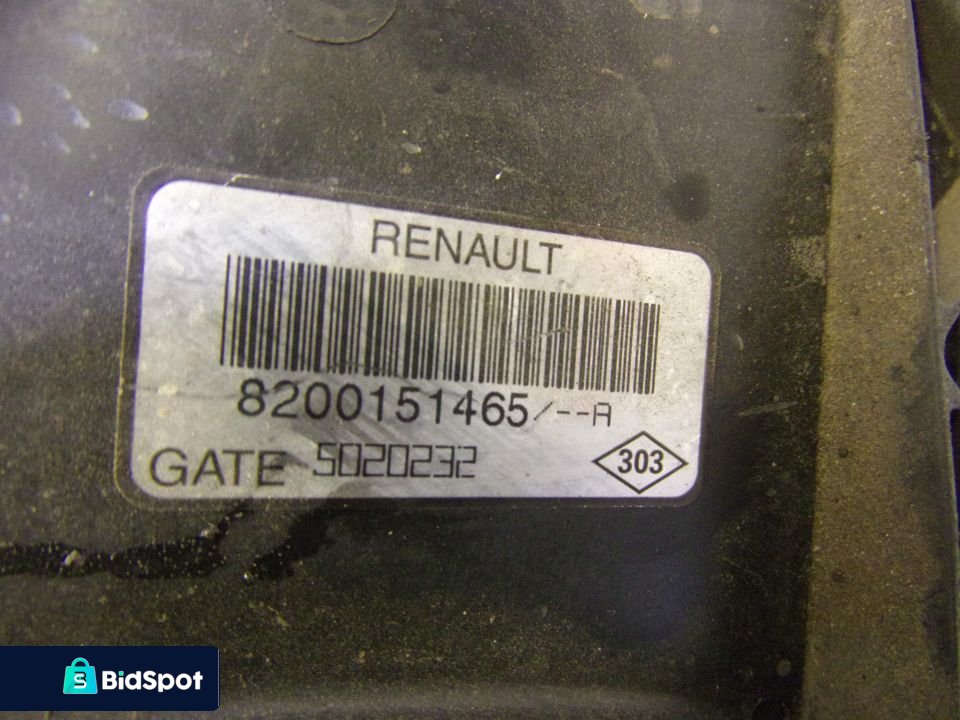 RENAULT
8200151465/--A
GATE 5020232
303
BidSpot